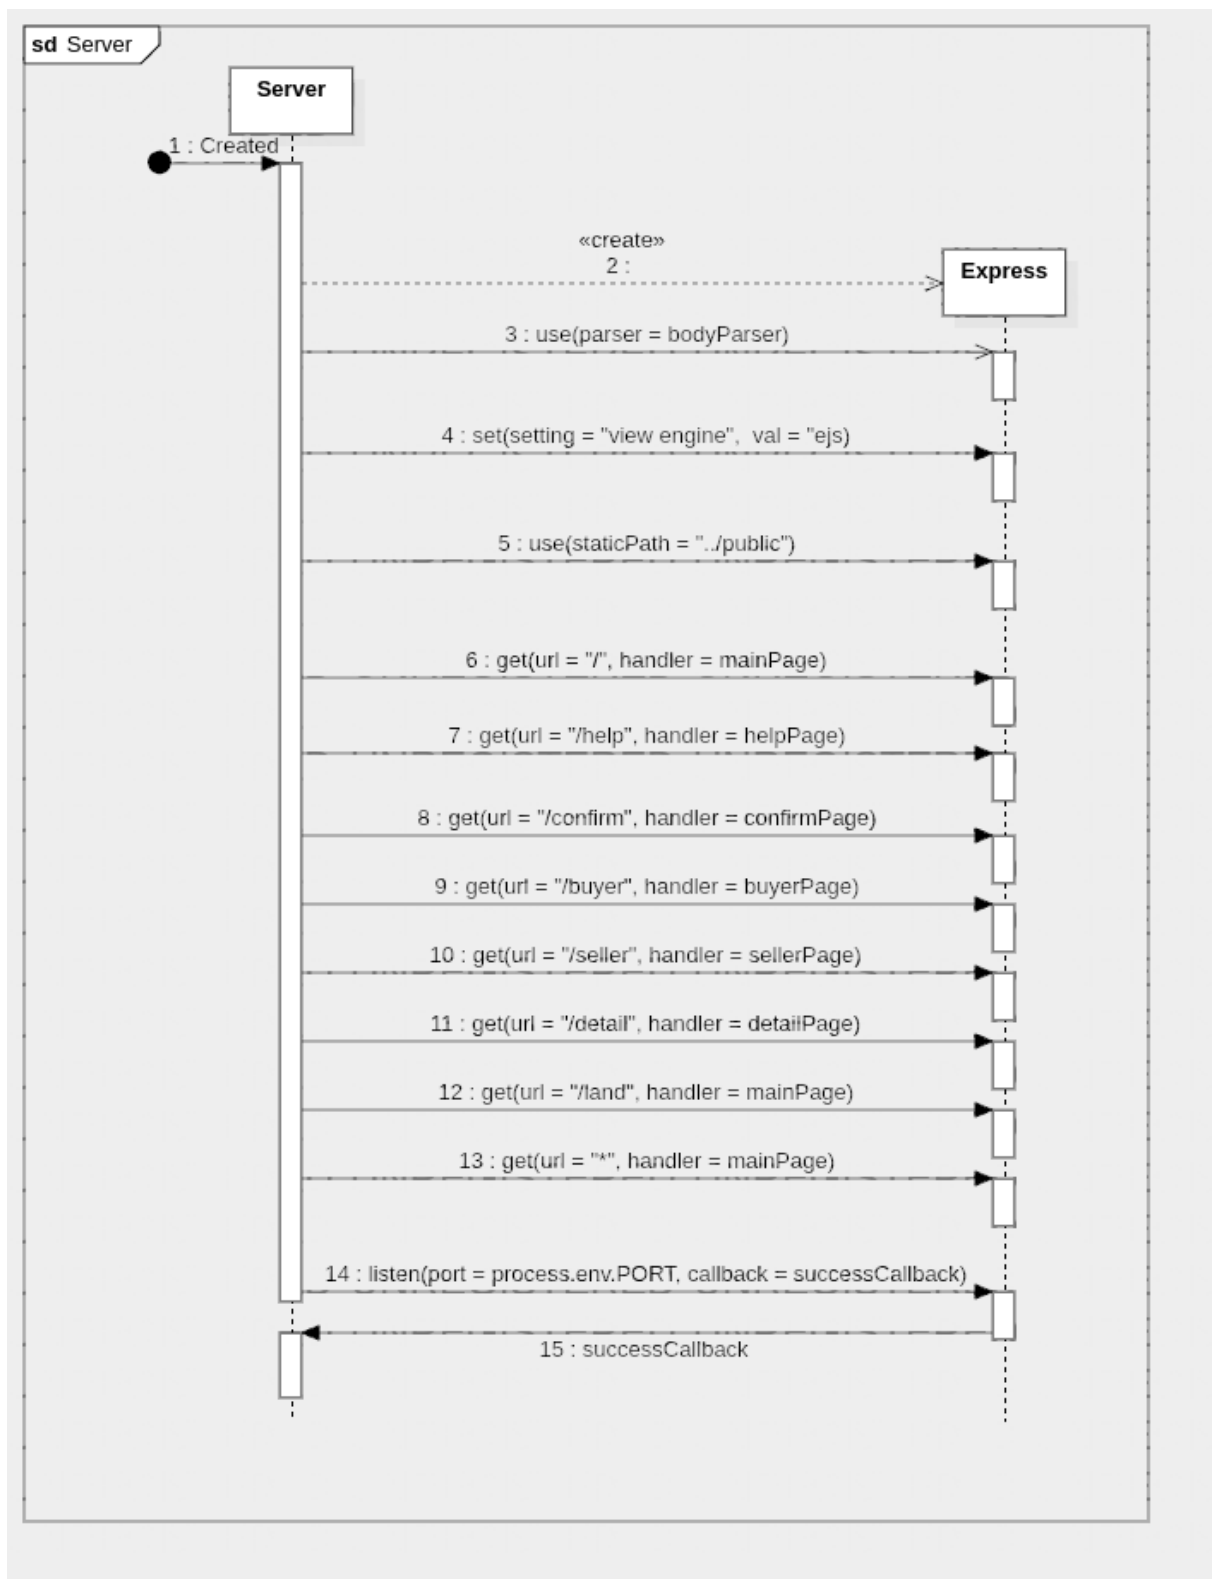 sd Server
Server
1 : Created
«create»
2 :
Express
3 : use(parser = bodyParser)
4 : set(setting = "view engine",  val = "ejs)
5 : use(staticPath = "../public")
6 : get(url = "/", handler = mainPage)
7 : get(url = "/help", handler = helpPage)
8 : get(url = "/confirm", handler = confirmPage)
9 : get(url = "/buyer", handler = buyerPage)
10 : get(url = "/seller", handler = sellerPage)
11 : get(url = "/detail", handler = detailPage)
12 : get(url = "/land", handler = mainPage)
13 : get(url = "*", handler = mainPage)
14 : listen(port = process.env.PORT, callback = successCallback)
15 : successCallback